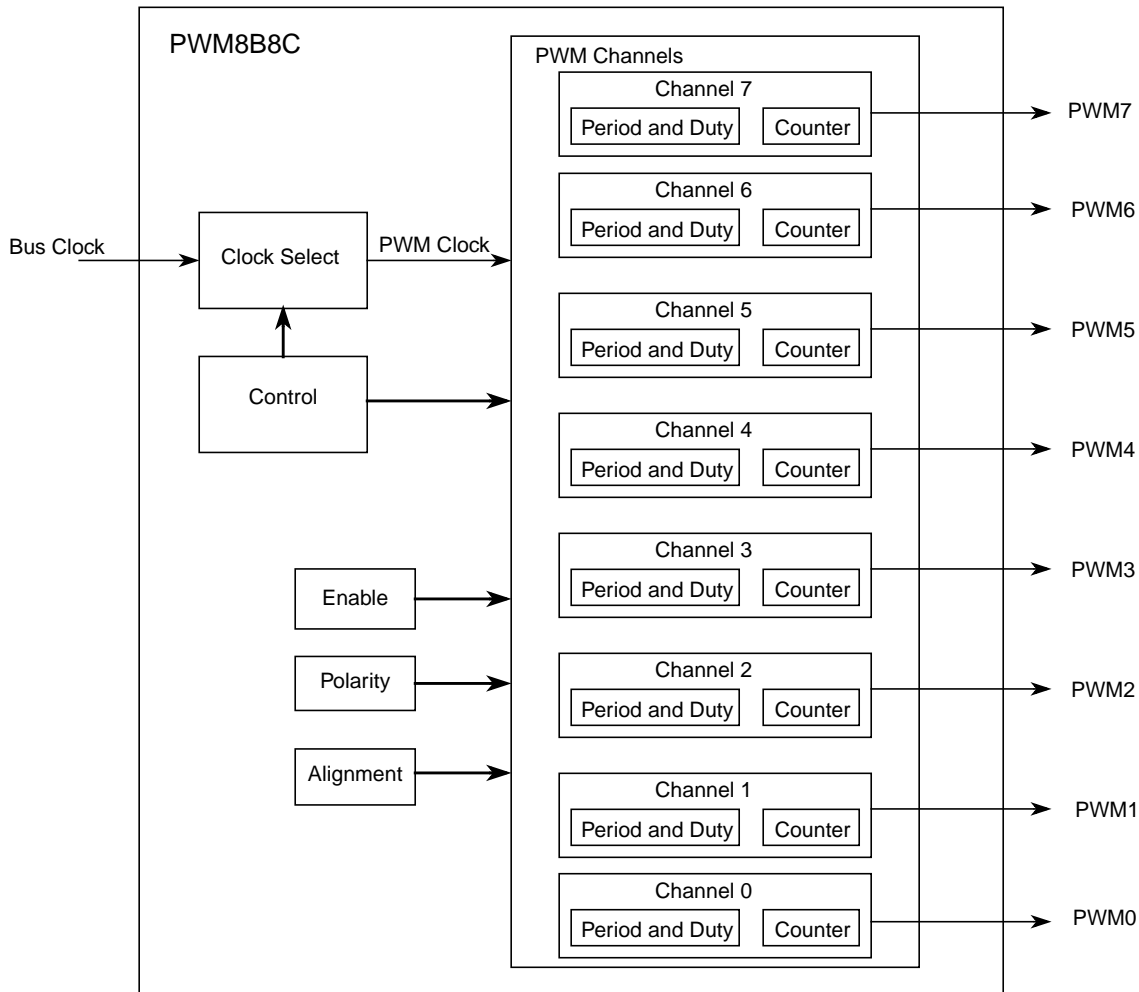 PWM8B8C
PWM Channels
Channel 7
Period and Duty
Counter
PWM7
Channel 6
Period and Duty
Counter
PWM6
Bus Clock
Clock Select
PWM Clock
Channel 5
Period and Duty
Counter
PWM5
Control
Channel 4
Period and Duty
Counter
PWM4
Channel 3
Period and Duty
Counter
PWM3
Enable
Polarity
Channel 2
Period and Duty
Counter
PWM2
Alignment
Channel 1
Period and Duty
Counter
PWM1
Channel 0
Period and Duty
Counter
PWM0